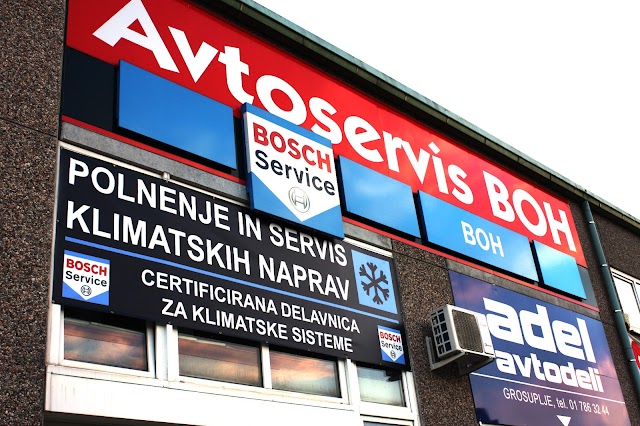 Avtoservis BOH
BOSCH
Service
BOH
POLNENJE IN SERVIS
KLIMATSKIH NAPRAV
BOSCH
Service
CERTIFICIRANA DELAVNICA
ZA KLIMATSKE SISTEME
BOSCH
Service
adel
avtodeli
GROSUPLJE, tel. 01 786 32 44